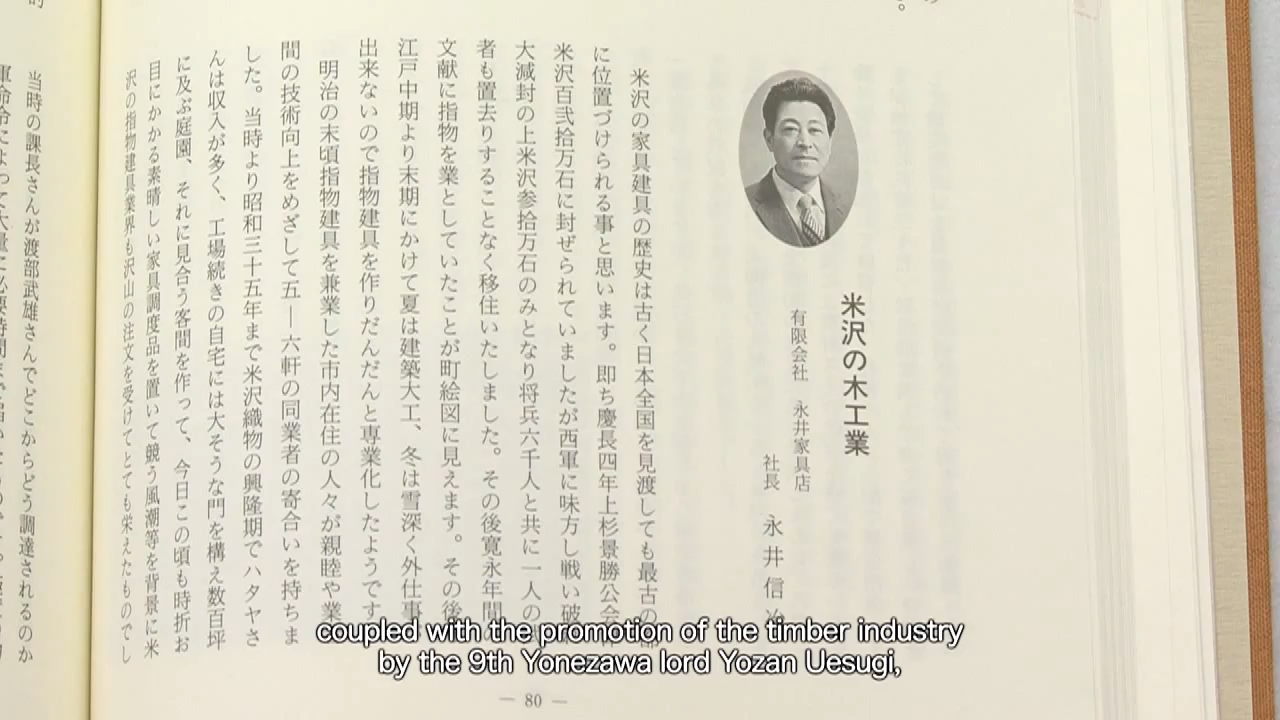 米沢の木工業
有限会社 永井家具店
社長 永井信
米沢の家具建具の歴史は古く日本全国を見渡しても最古の部
に位置づけられる事と思います。即ち慶長四年上杉景勝公会
米沢百弐拾万石に封ぜられていましたが西軍に味方し戦い破
大減封の上米沢参拾万石のみとなり将兵六千人と共に一人の
者も置去りすることなく移住いたしました。その後寛永年間
文献に指物を業としていたことが町絵図に見えます。その後
江戸中期より末期にかけて夏は建築大工、冬は雪深く外仕事
出来ないので指物建具を作りだんだんと専業化したようです
明治の末頃指物建具を兼業した市内在住の人々が親睦や業
間の技術向上をめざして五―六軒の同業者の寄合いを持ちま
した。当時より昭和三十五年まで米沢織物の興隆期でハタヤさ
んは収入が多く、工場続きの自宅には大そうな門を構え数百坪
に及ぶ庭園、それに見合う客間を作って、今日この頃も時折お
目にかかる素晴しい家具調度品を置いて競う風潮等を背景に米
沢の指物建具業界も沢山の注文を受けてとても栄えたものでし
当時の課長さんが渡部武雄さんでどこからどう調達されるのか
coupled with the promotion of the timber industry
by the 9th Yonezawa lord Yozan Uesugi,
― 80 ―